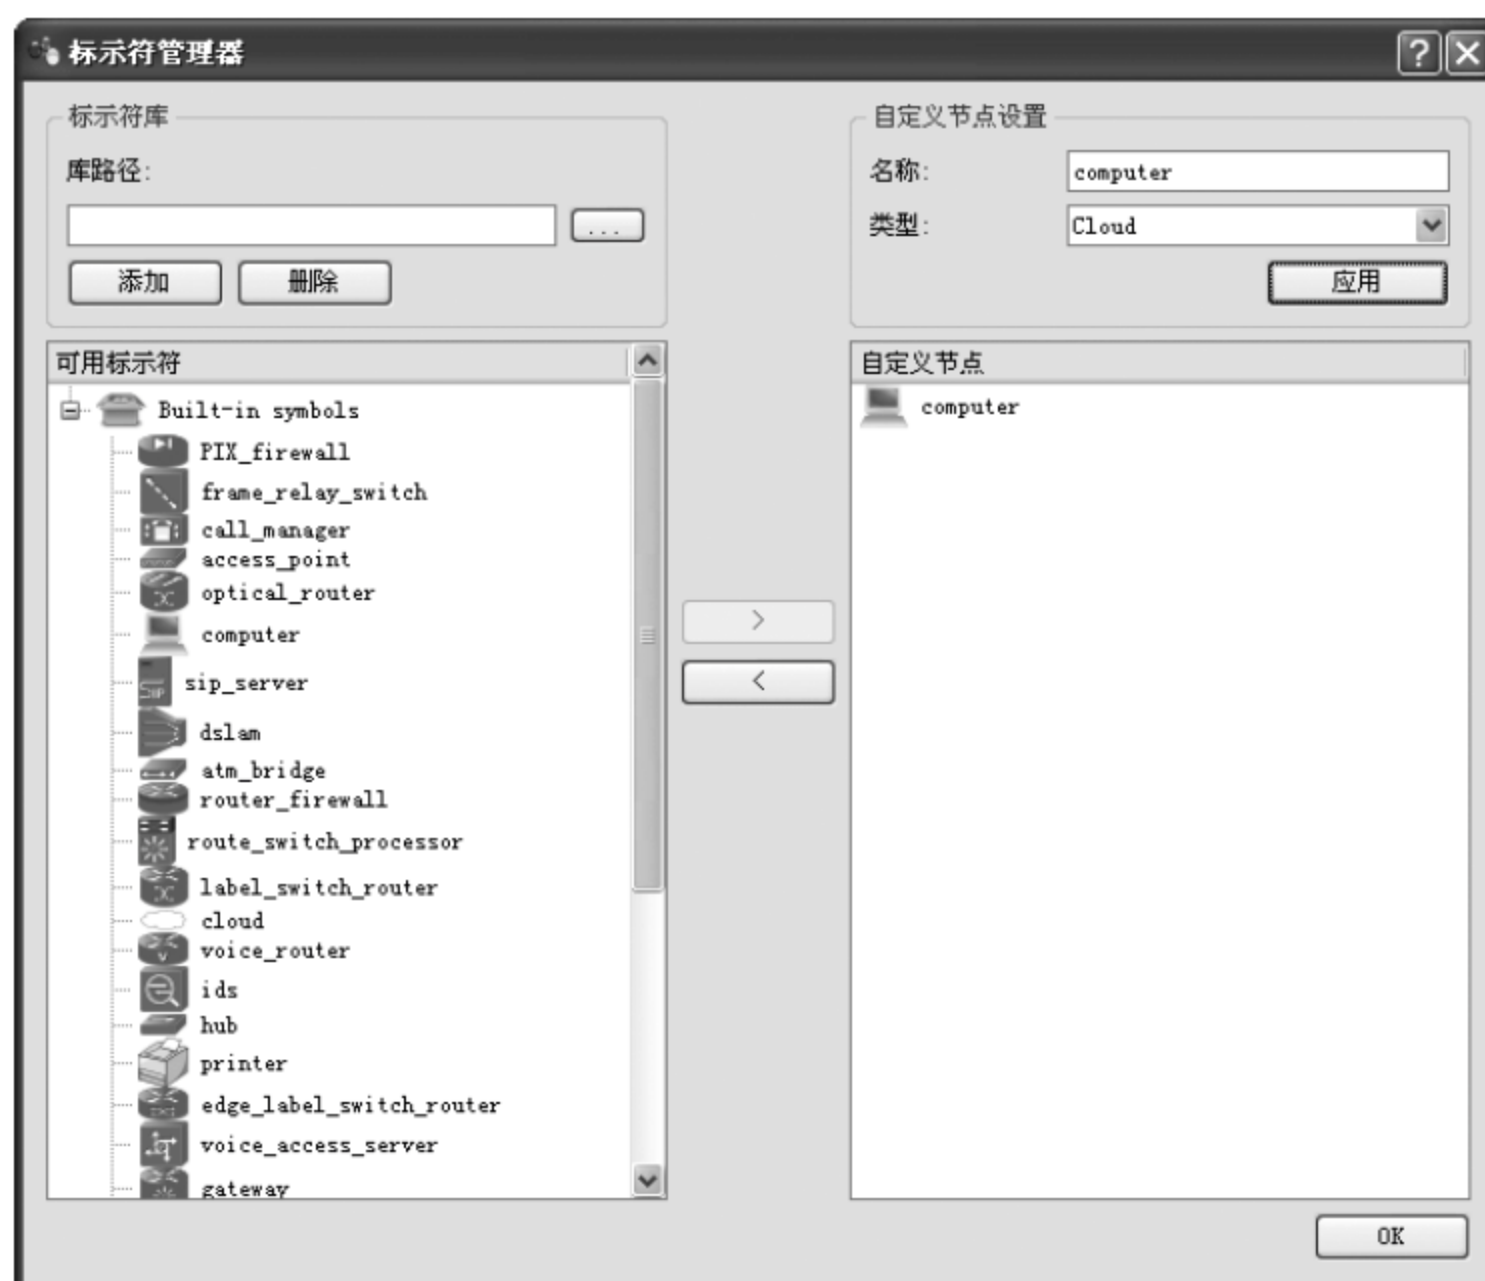 标示符管理器
标示符库
库路径:
...
添加 删除
自定义节点设置
名称: computer
类型: Cloud
应用
可用标示符
Built-in symbols
PIX_firewall
frame_relay_switch
call_manager
access_point
optical_router
computer
sip_server
dslam
atm_bridge
router_firewall
route_switch_processor
label_switch_router
cloud
voice_router
ids
hub
printer
edge_label_switch_router
voice_access_server
gateway
>
<
自定义节点
computer
OK